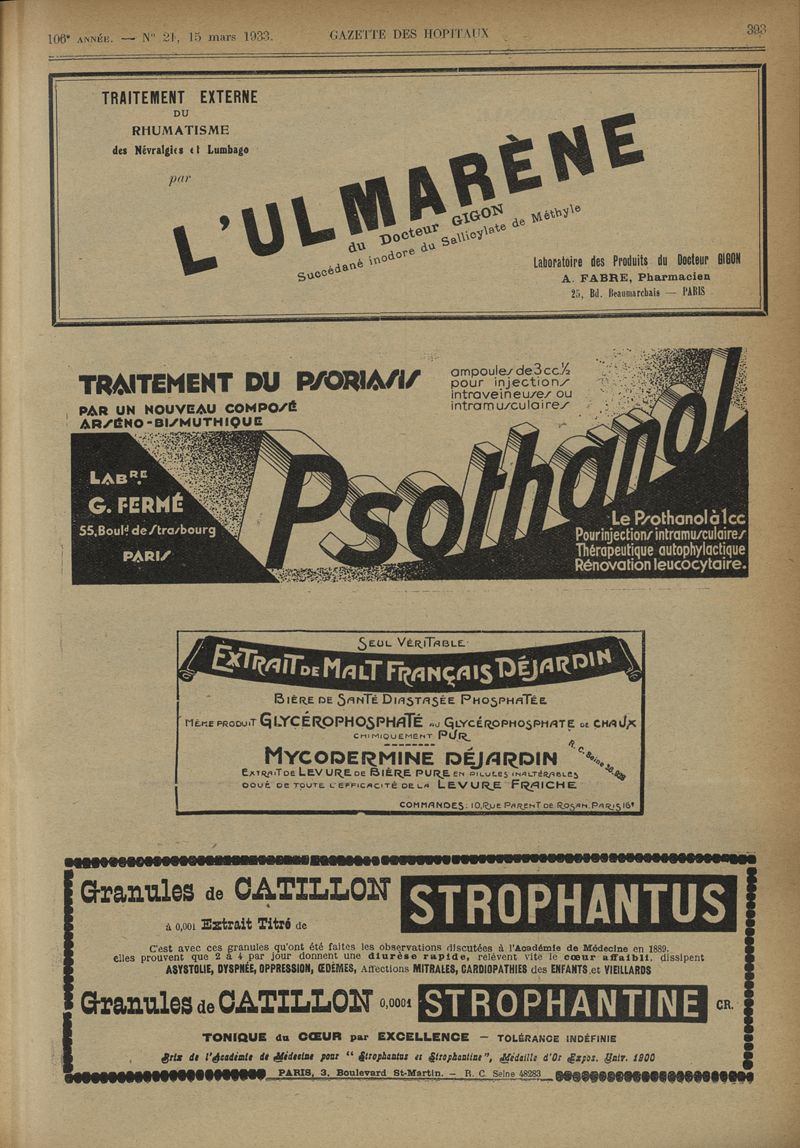 106e ANNÉE. — No 21, 15 mars 1933.
GAZETTE DES HOPITAUX
393
TRAITEMENT EXTERNE
DU
RHUMATISME
des Névralgies et Lumbago
par
L'ULMARÈNE
du Docteur GIGON
Succédané inodore du Sallicylate de Méthyle
Laboratoire des Produits du Docteur GIGON
A. FABRE, Pharmacien
25, Bd. Beaumarchais — PARIS
TRAITEMENT DU PSORIASIS
PAR UN NOUVEAU COMPOSÉ
ARSÉNO-BISMUTHIQUE
ampoules de 3cc.½
pour injections
intraveineuses ou
intramusculaires
Psothanol
LABRE
G. FERMÉ
55, Bould de Strasbourg
PARIS
Le Psothanol à 1cc
Pour injections intramusculaires
Thérapeutique autophylactique
Rénovation leucocytaire.
SEUL VÉRITABLE
EXTRAIT DE MALT FRANÇAIS DÉJARDIN
BIÈRE DE SANTÉ DIASTASÉE PHOSPHATÉE
MÊME PRODUIT GLYCÉROPHOSPHATÉ AU GLYCÉROPHOSPHATE DE CHAUX
CHIMIQUEMENT PUR
MYCODERMINE DÉJARDIN
R. C. Seine 36.828
EXTRAIT DE LEVURE DE BIÈRE PURE EN PILULES INALTÉRABLES
DOUÉ DE TOUTE L'EFFICACITÉ DE LA LEVURE FRAICHE
COMMANDES: 10, RUE PARENT DE ROSAN, PARIS 16e
Granules de CATILLON
STROPHANTUS
à 0,001 Extrait Titré de
C'est avec ces granules qu'ont été faites les observations discutées à l'Académie de Médecine en 1889.
elles prouvent que 2 à 4 par jour donnent une diurèse rapide, relèvent vite le cœur affaibli, dissipent
ASYSTOLIE, DYSPNÉE, OPPRESSION, ŒDÈMES, Affections MITRALES, CARDIOPATHIES des ENFANTS et VIEILLARDS
Granules de CATILLON 0,0001 STROPHANTINE CR.
TONIQUE du CŒUR par EXCELLENCE — TOLÉRANCE INDÉFINIE
Prix de l'Académie de Médecine pour "Strophantus et Strophantine", Médaille d'Or Expos. Univ. 1900
PARIS, 3, Boulevard St-Martin. — R. C. Seine 48283